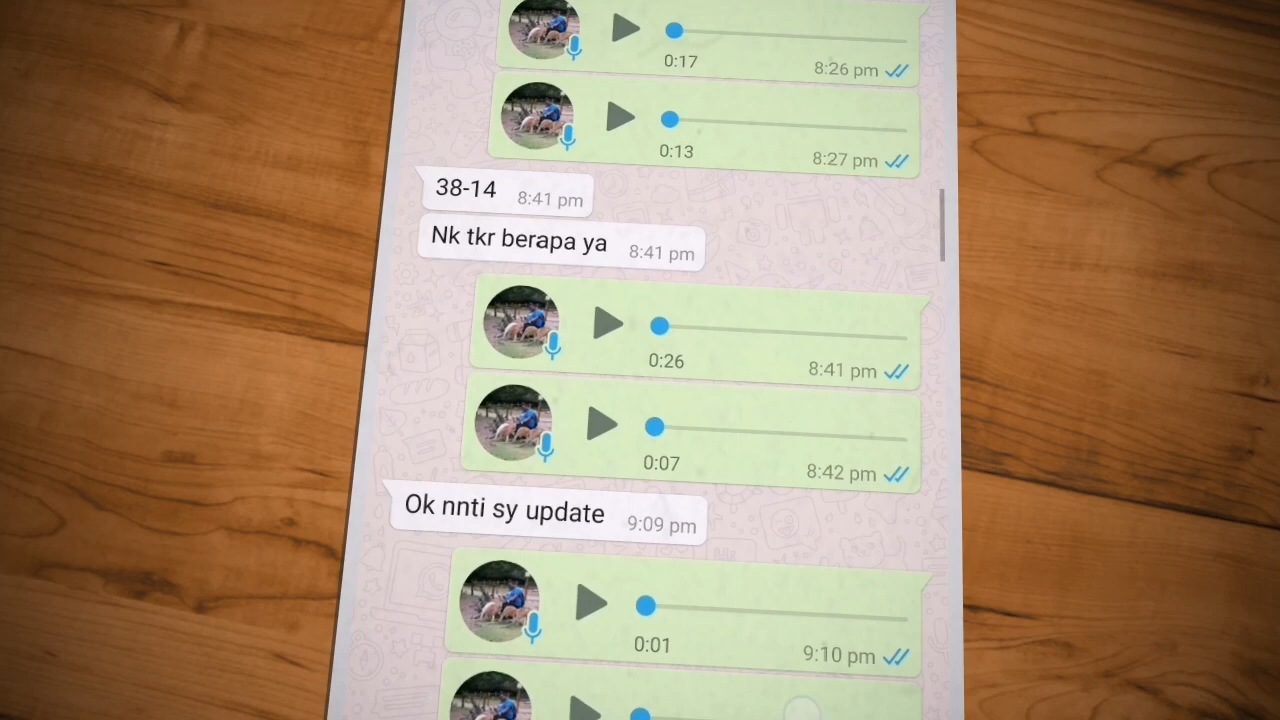 0:17 8:26 pm
0:13 8:27 pm
38-14 8:41 pm
Nk tkr berapa ya 8:41 pm
0:26 8:41 pm
0:07 8:42 pm
Ok nnti sy update 9:09 pm
0:01 9:10 pm